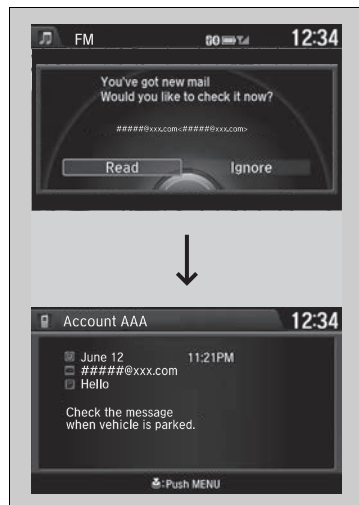 FM 12:34
You've got new mail
Would you like to check it now?
#####@xxx.com<#####@xxx.com>
Read Ignore
Account AAA 12:34
June 12 11:21PM
#####@xxx.com
Hello
Check the message
when vehicle is parked.
:Push MENU